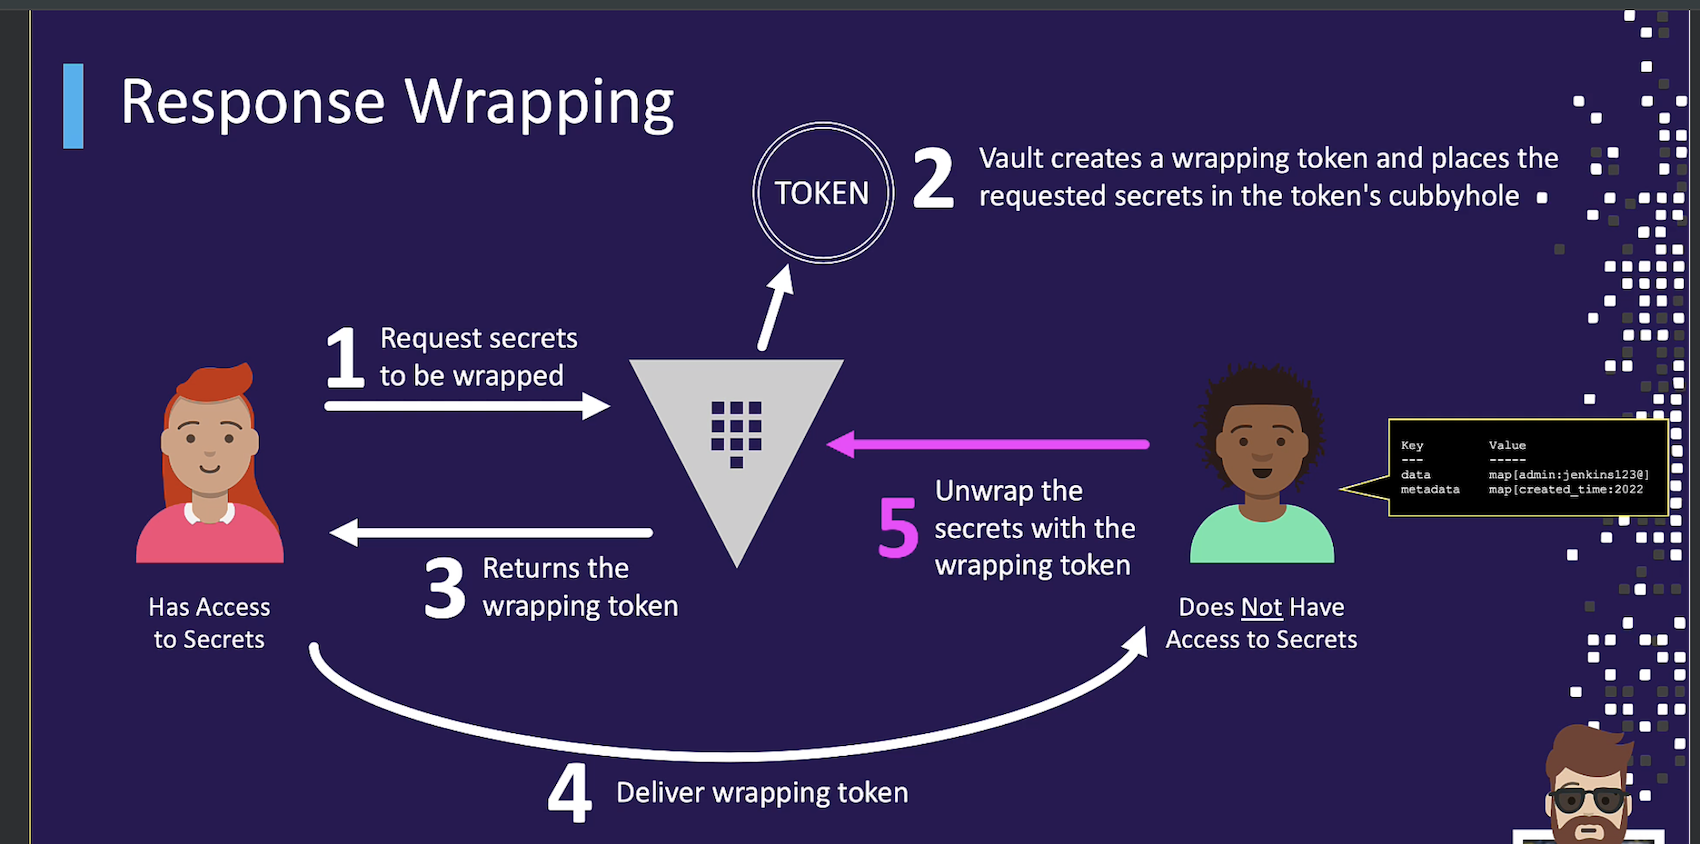 Response Wrapping
TOKEN
2
Vault creates a wrapping token and places the
requested secrets in the token's cubbyhole
1
Request secrets
to be wrapped
Key Value
--- -----
data map[admin:jenkins123@]
metadata map[created_time:2022
5
Unwrap the
secrets with the
wrapping token
3
Returns the
wrapping token
Has Access
to Secrets
Does Not Have
Access to Secrets
4
Deliver wrapping token